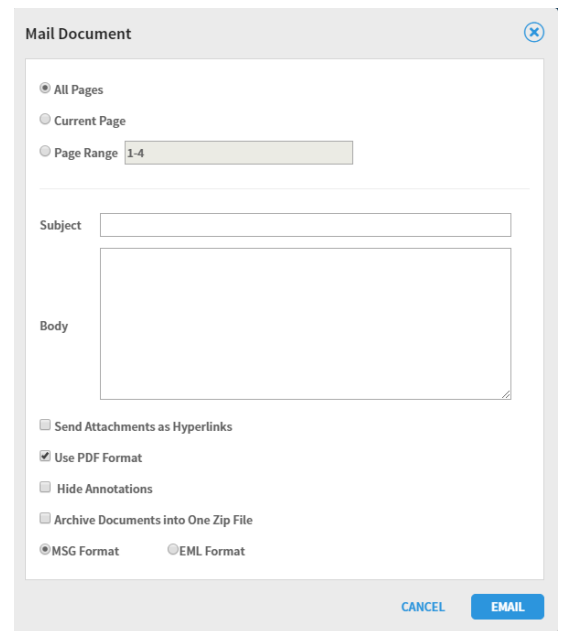 Mail Document
All Pages
Current Page
Page Range 1-4
Subject
Body
Send Attachments as Hyperlinks
Use PDF Format
Hide Annotations
Archive Documents into One Zip File
MSG Format EML Format
CANCEL EMAIL